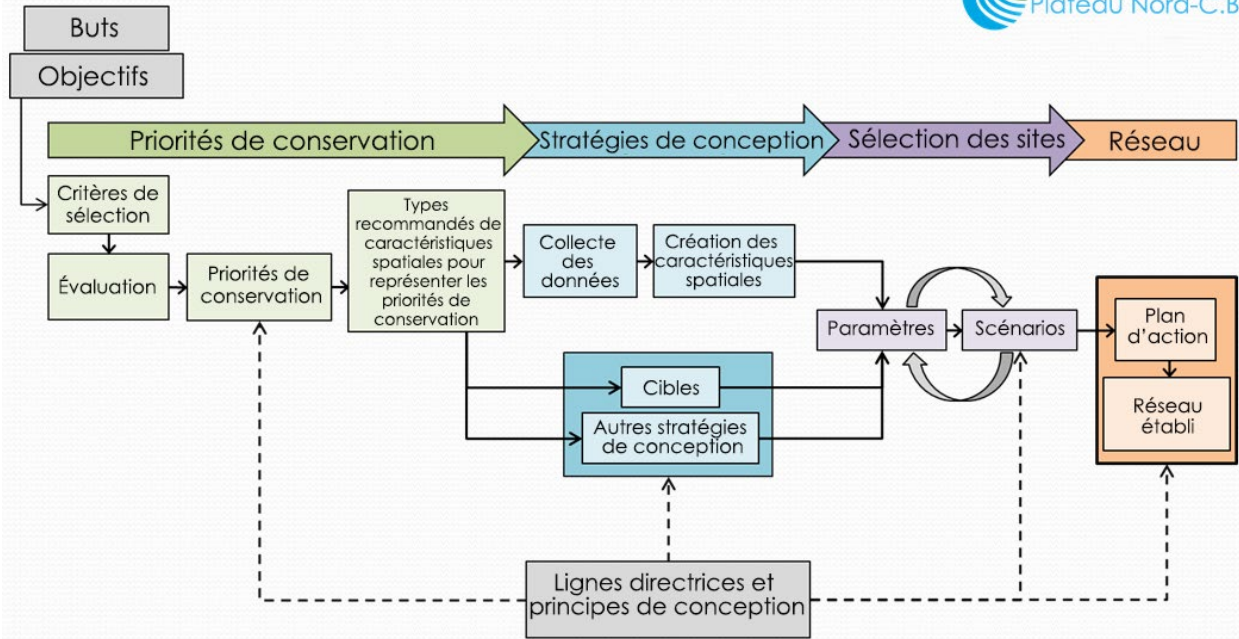 Plateau Nord-C.B
Buts
Objectifs
Priorités de conservation
Stratégies de conception
Sélection des sites
Réseau
Critères de
sélection
Évaluation
Priorités de
conservation
Types
recommandés de
caractéristiques
spatiales pour
représenter les
priorités de
conservation
Collecte
des
données
Création des
caractéristiques
spatiales
Cibles
Autres stratégies
de conception
Paramètres
Scénarios
Plan
d'action
Réseau
établi
Lignes directrices et
principes de conception